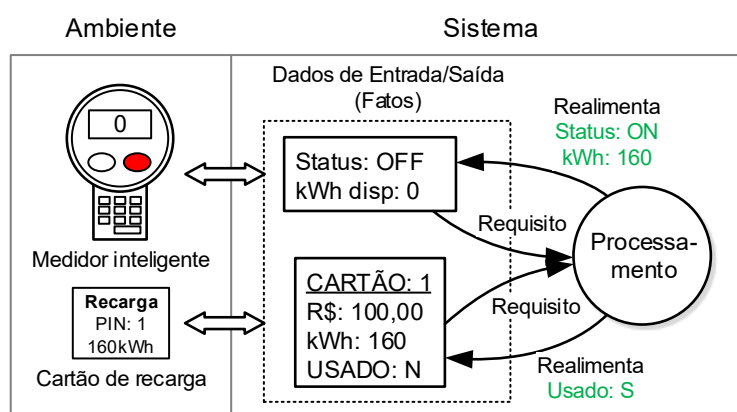 Ambiente
Sistema
0
Medidor inteligente
Recarga
PIN: 1
160kWh
Cartão de recarga
Dados de Entrada/Saída
(Fatos)
Status: OFF
kWh disp: 0
CARTÃO: 1
R$: 100,00
kWh: 160
USADO: N
Realimenta
Status: ON
kWh: 160
Requisito
Processa-
mento
Requisito
Realimenta
Usado: S